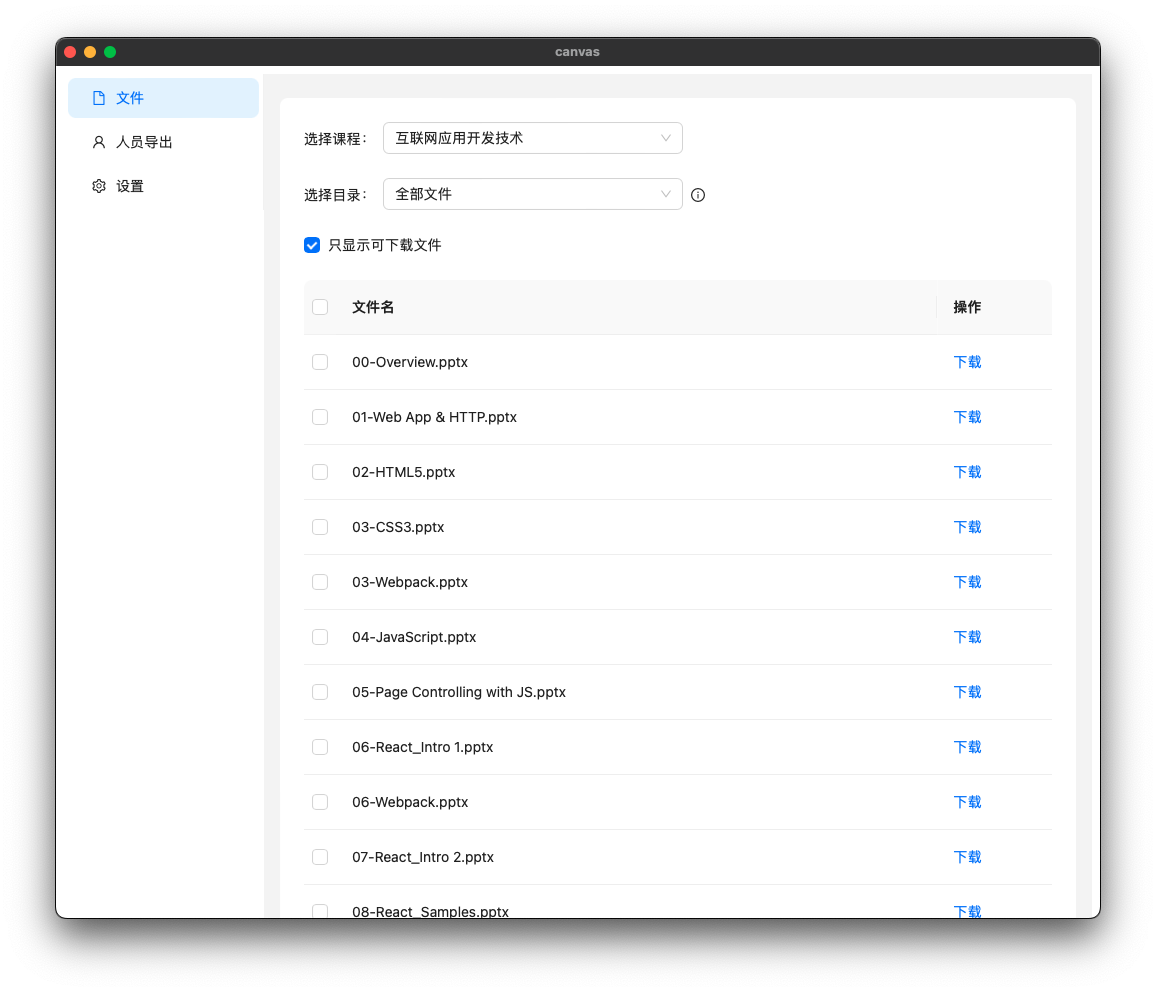 canvas
文件
人员导出
设置
选择课程： 互联网应用开发技术
选择目录： 全部文件
只显示可下载文件
文件名 操作
00-Overview.pptx 下载
01-Web App & HTTP.pptx 下载
02-HTML5.pptx 下载
03-CSS3.pptx 下载
03-Webpack.pptx 下载
04-JavaScript.pptx 下载
05-Page Controlling with JS.pptx 下载
06-React_Intro 1.pptx 下载
06-Webpack.pptx 下载
07-React_Intro 2.pptx 下载
08-React_Samples.pptx 下载